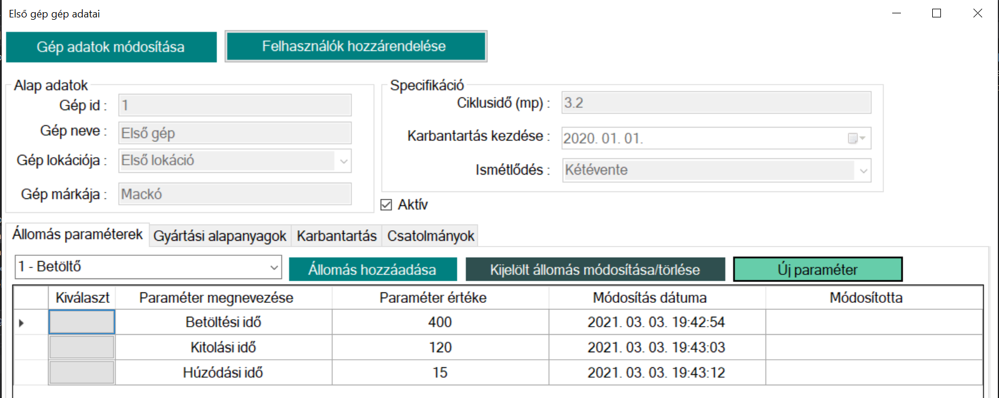 Első gép gép adatai
Gép adatok módosítása
Felhasználók hozzárendelése
Alap adatok
Gép id : 1
Gép neve : Első gép
Gép lokációja : Első lokáció
Gép márkája : Mackó
Specifikáció
Ciklusidő (mp) : 3.2
Karbantartás kezdése : 2020. 01. 01.
Ismétlődés : Kétévente
Aktív
Állomás paraméterek Gyártási alapanyagok Karbantartás Csatolmányok
1 - Betöltő Állomás hozzáadása Kijelölt állomás módosítása/törlése Új paraméter
Kiválaszt Paraméter megnevezése Paraméter értéke Módosítás dátuma Módosította
Betöltési idő 400 2021. 03. 03. 19:42:54
Kitolási idő 120 2021. 03. 03. 19:43:03
Húzódási idő 15 2021. 03. 03. 19:43:12